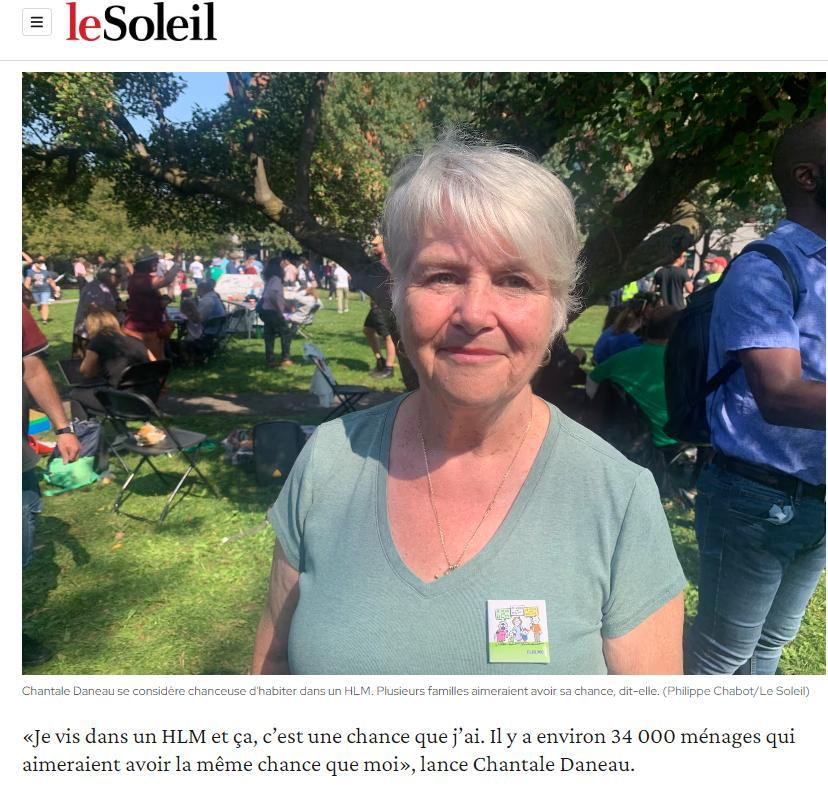 leSoleil
Chantale Daneau se considère chanceuse d'habiter dans un HLM. Plusieurs familles aimeraient avoir sa chance, dit-elle. (Philippe Chabot/Le Soleil)
«Je vis dans un HLM et ça, c’est une chance que j’ai. Il y a environ 34 000 ménages qui
aimeraient avoir la même chance que moi», lance Chantale Daneau.